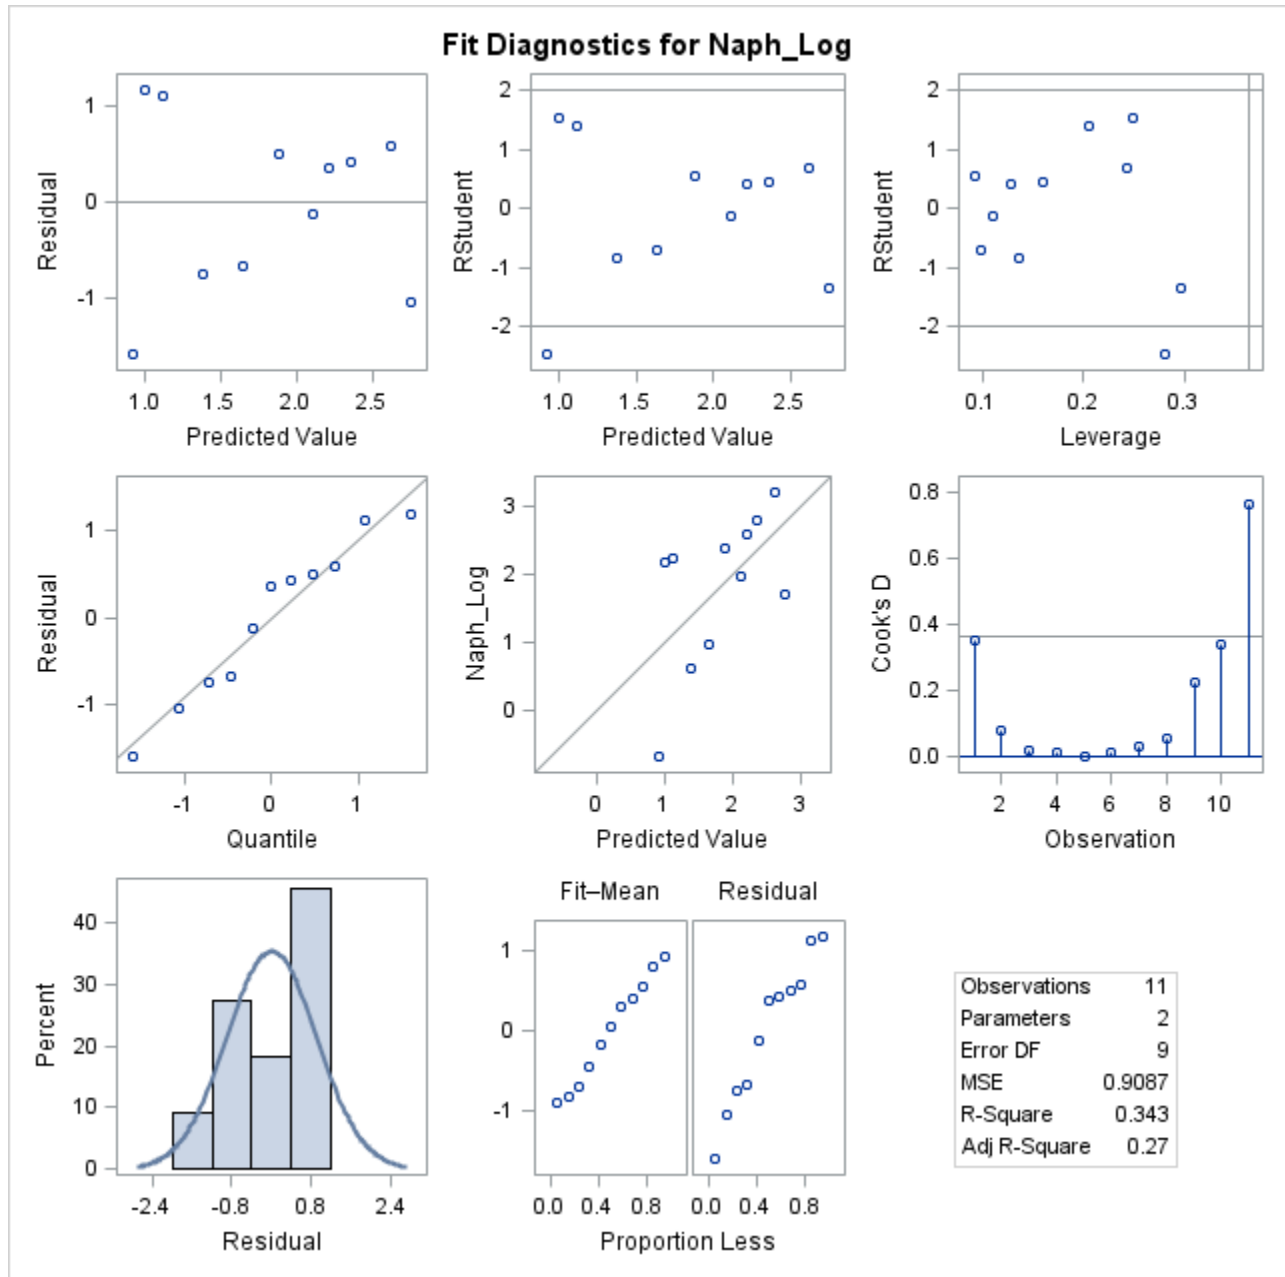 Fit Diagnostics for Naph_Log
Residual
1
0
-1
1.0 1.5 2.0 2.5
Predicted Value
RStudent
2
1
0
-1
-2
1.0 1.5 2.0 2.5
Predicted Value
RStudent
2
1
0
-1
-2
0.1 0.2 0.3
Leverage
Residual
1
0
-1
-1 0 1
Quantile
Naph_Log
3
2
1
0
0 1 2 3
Predicted Value
Cook's D
0.8
0.6
0.4
0.2
0.0
2 4 6 8 10
Observation
Percent
40
30
20
10
0
-2.4 -0.8 0.8 2.4
Residual
Fit–Mean Residual
1
0
-1
0.0 0.4 0.8 0.0 0.4 0.8
Proportion Less
Observations 11
Parameters 2
Error DF 9
MSE 0.9087
R-Square 0.343
Adj R-Square 0.27